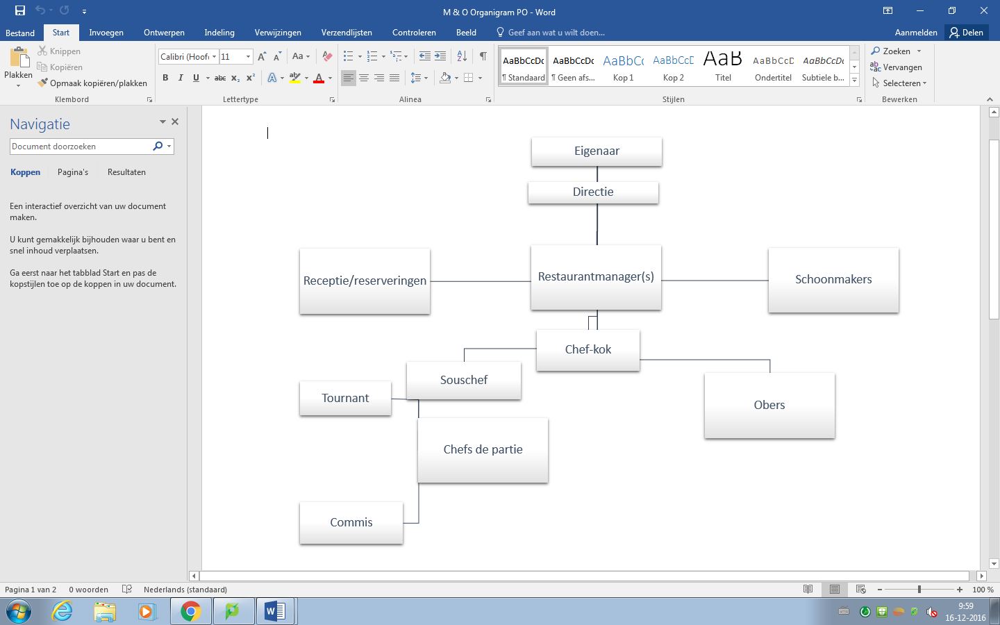 M & O Organigram PO - Word
Bestand Start Invoegen Ontwerpen Indeling Verwijzingen Verzendlijsten Controleren Beeld Geef aan wat u wilt doen... Aanmelden Delen
Plakken
Knippen
Kopiëren
Opmaak kopiëren/plakken
Klembord
Calibri (Hoof 11
Lettertype
Alinea
AaBbCcDc AaBbCcDc AaBbCc AaBbCcD AaB AaBbCcD AaBbCcDc
¶ Standaard ¶ Geen afs... Kop 1 Kop 2 Titel Ondertitel Subtiele b...
Stijlen
Zoeken
Vervangen
Selecteren
Bewerken
Navigatie
Document doorzoeken
Koppen Pagina's Resultaten
Een interactief overzicht van uw document
maken.
U kunt gemakkelijk bijhouden waar u bent en
snel inhoud verplaatsen.
Ga eerst naar het tabblad Start en pas de
kopstijlen toe op de koppen in uw document.
Eigenaar
Directie
Receptie/reserveringen
Restaurantmanager(s)
Schoonmakers
Chef-kok
Souschef
Tournant
Obers
Chefs de partie
Commis
Pagina 1 van 2 0 woorden Nederlands (standaard) 100 %
9:59
16-12-2016